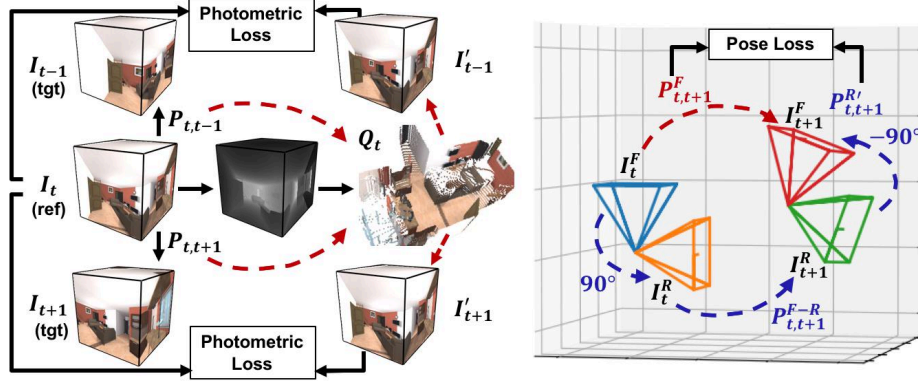 Photometric
Loss
I_{t-1}
(tgt)
I'_{t-1}
P_{t,t-1}
Q_t
I_t
(ref)
P_{t,t+1}
I_{t+1}
(tgt)
I'_{t+1}
Photometric
Loss
Pose Loss
P^F_{t,t+1}
P^{R'}_{t,t+1}
I^F_{t+1}
−90°
I^F_t
90°
I^R_t
I^R_{t+1}
P^{F-R}_{t,t+1}